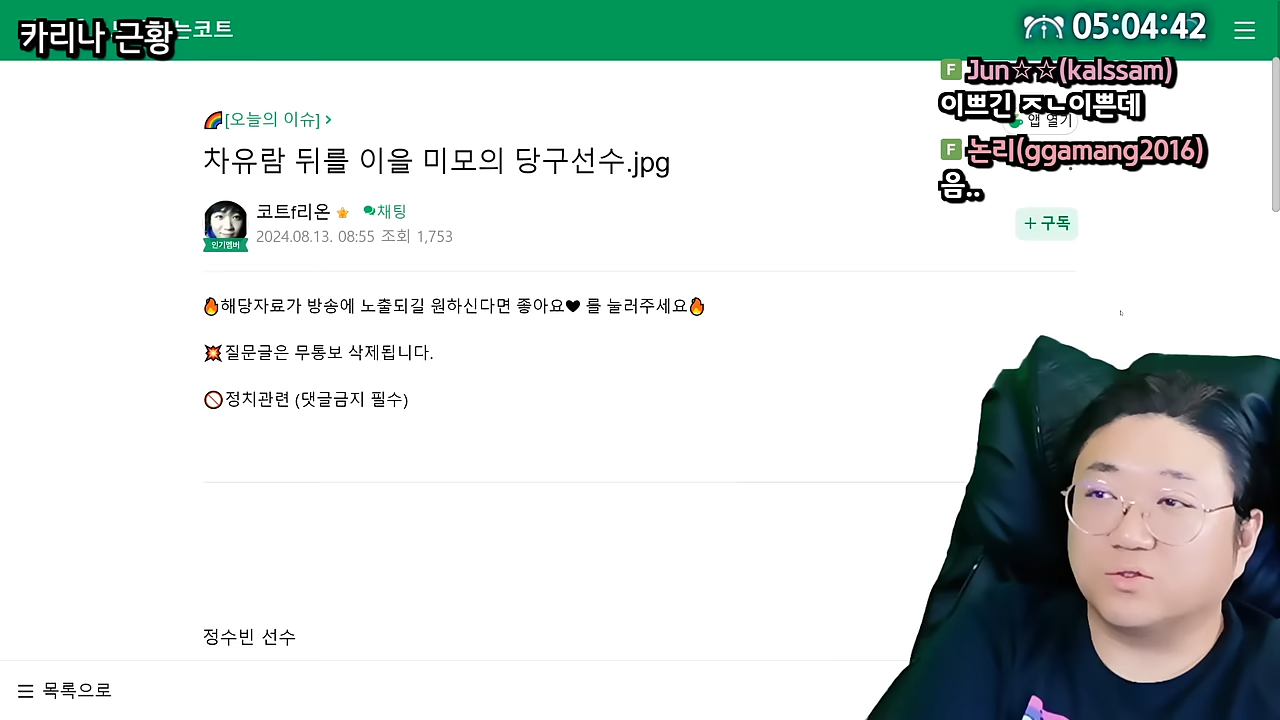 카리나 근황
는코트
05:04:42
Jun☆☆(kalssam)
이쁘긴 ㅈㄴ이쁜데
앱 열기
논리(ggamang2016)
음..
🌈[오늘의 이슈] >
차유람 뒤를 이을 미모의 당구선수.jpg
코트f리온 채팅
인기멤버
2024.08.13. 08:55 조회 1,753
+ 구독
🔥해당자료가 방송에 노출되길 원하신다면 좋아요♥ 를 눌러주세요🔥
💥질문글은 무통보 삭제됩니다.
🚫정치관련 (댓글금지 필수)
정수빈 선수
목록으로